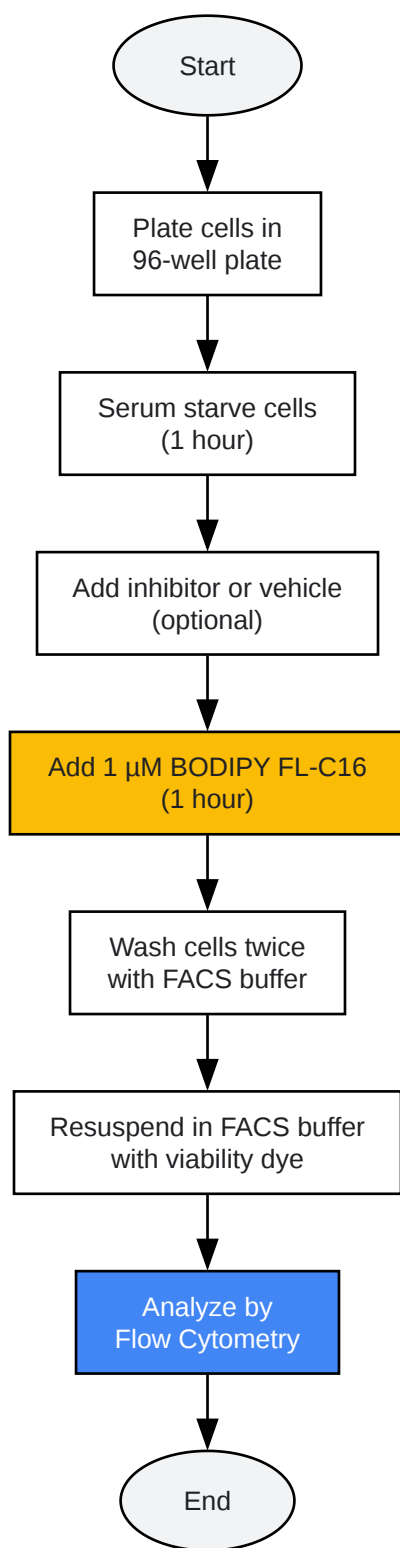 Start
Plate cells in
96-well plate
Serum starve cells
(1 hour)
Add inhibitor or vehicle
(optional)
Add 1 µM BODIPY FL-C16
(1 hour)
Wash cells twice
with FACS buffer
Resuspend in FACS buffer
with viability dye
Analyze by
Flow Cytometry
End